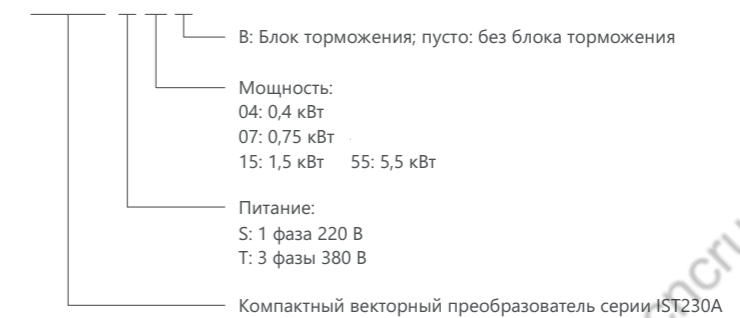 B: Блок торможения; пусто: без блока торможения
Мощность:
04: 0,4 кВт
07: 0,75 кВт
15: 1,5 кВт 55: 5,5 кВт
Питание:
S: 1 фаза 220 В
T: 3 фазы 380 В
Компактный векторный преобразователь серии IST230A